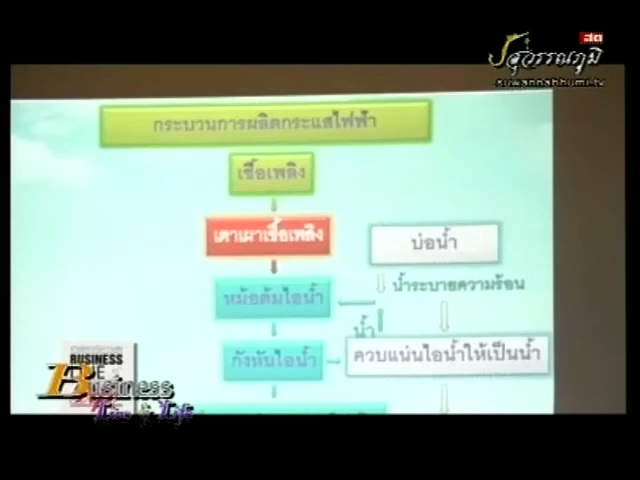 สด
สุวรรณภูมิ
suwannabhumi.tv
กระบวนการผลิตกระแสไฟฟ้า
เชื้อเพลิง
เตาเผาเชื้อเพลิง
บ่อน้ำ
น้ำระบายความร้อน
หม้อต้มไอน้ำ
น้ำ
กังหันไอน้ำ
ควบแน่นไอน้ำให้เป็นน้ำ
BUSINESS
Business